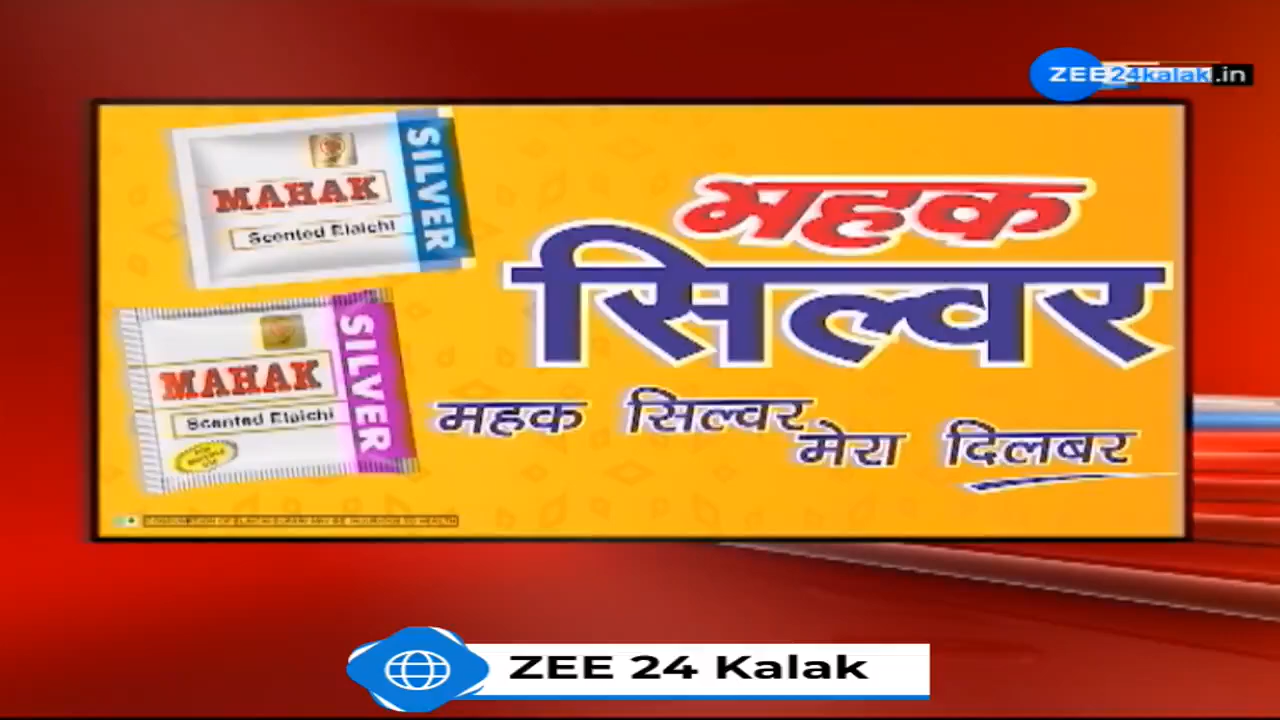 ZEE24kalak.in
SILVER
MAHAK
Scented Elaichi
महक
सिल्वर
SILVER
MAHAK
Scented Elaichi
महक सिल्वर
मेरा दिलबर
ZEE 24 Kalak